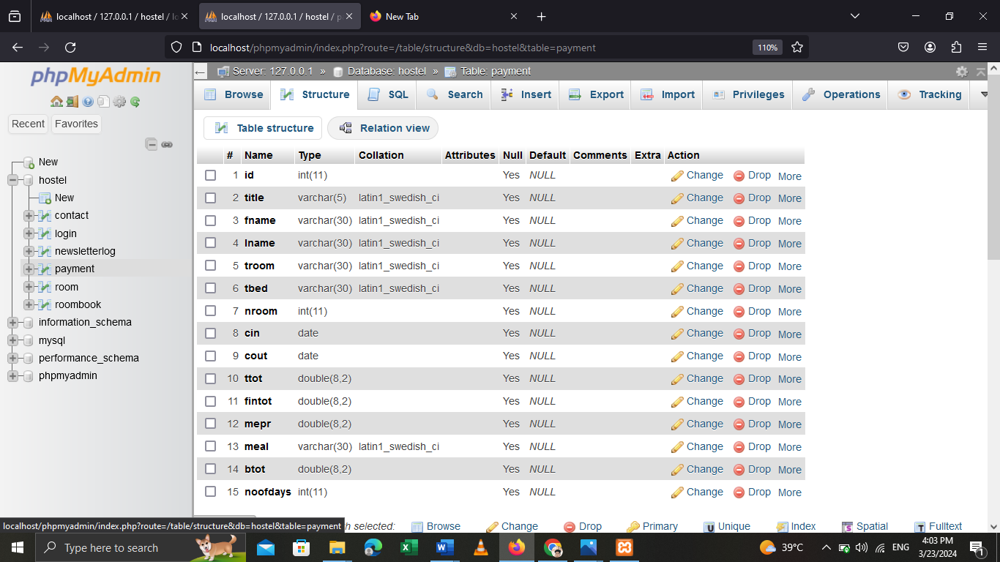 localhost / 127.0.0.1 / hostel / lo
localhost / 127.0.0.1 / hostel / p
New Tab
localhost/phpmyadmin/index.php?route=/table/structure&db=hostel&table=payment
110%
phpMyAdmin
Recent Favorites
New
hostel
New
contact
login
newsletterlog
payment
room
roombook
information_schema
mysql
performance_schema
phpmyadmin
Server: 127.0.0.1 » Database: hostel » Table: payment
Browse Structure SQL Search Insert Export Import Privileges Operations Tracking
Table structure Relation view
# Name Type Collation Attributes Null Default Comments Extra Action
1 id int(11) Yes NULL Change Drop More
2 title varchar(5) latin1_swedish_ci Yes NULL Change Drop More
3 fname varchar(30) latin1_swedish_ci Yes NULL Change Drop More
4 lname varchar(30) latin1_swedish_ci Yes NULL Change Drop More
5 troom varchar(30) latin1_swedish_ci Yes NULL Change Drop More
6 tbed varchar(30) latin1_swedish_ci Yes NULL Change Drop More
7 nroom int(11) Yes NULL Change Drop More
8 cin date Yes NULL Change Drop More
9 cout date Yes NULL Change Drop More
10 ttot double(8,2) Yes NULL Change Drop More
11 fintot double(8,2) Yes NULL Change Drop More
12 mepr double(8,2) Yes NULL Change Drop More
13 meal varchar(30) latin1_swedish_ci Yes NULL Change Drop More
14 btot double(8,2) Yes NULL Change Drop More
15 noofdays int(11) Yes NULL Change Drop More
selected: Browse Change Drop Primary Unique Index Spatial Fulltext
localhost/phpmyadmin/index.php?route=/table/structure&db=hostel&table=payment
Type here to search
39°C
ENG
4:03 PM
3/23/2024
1